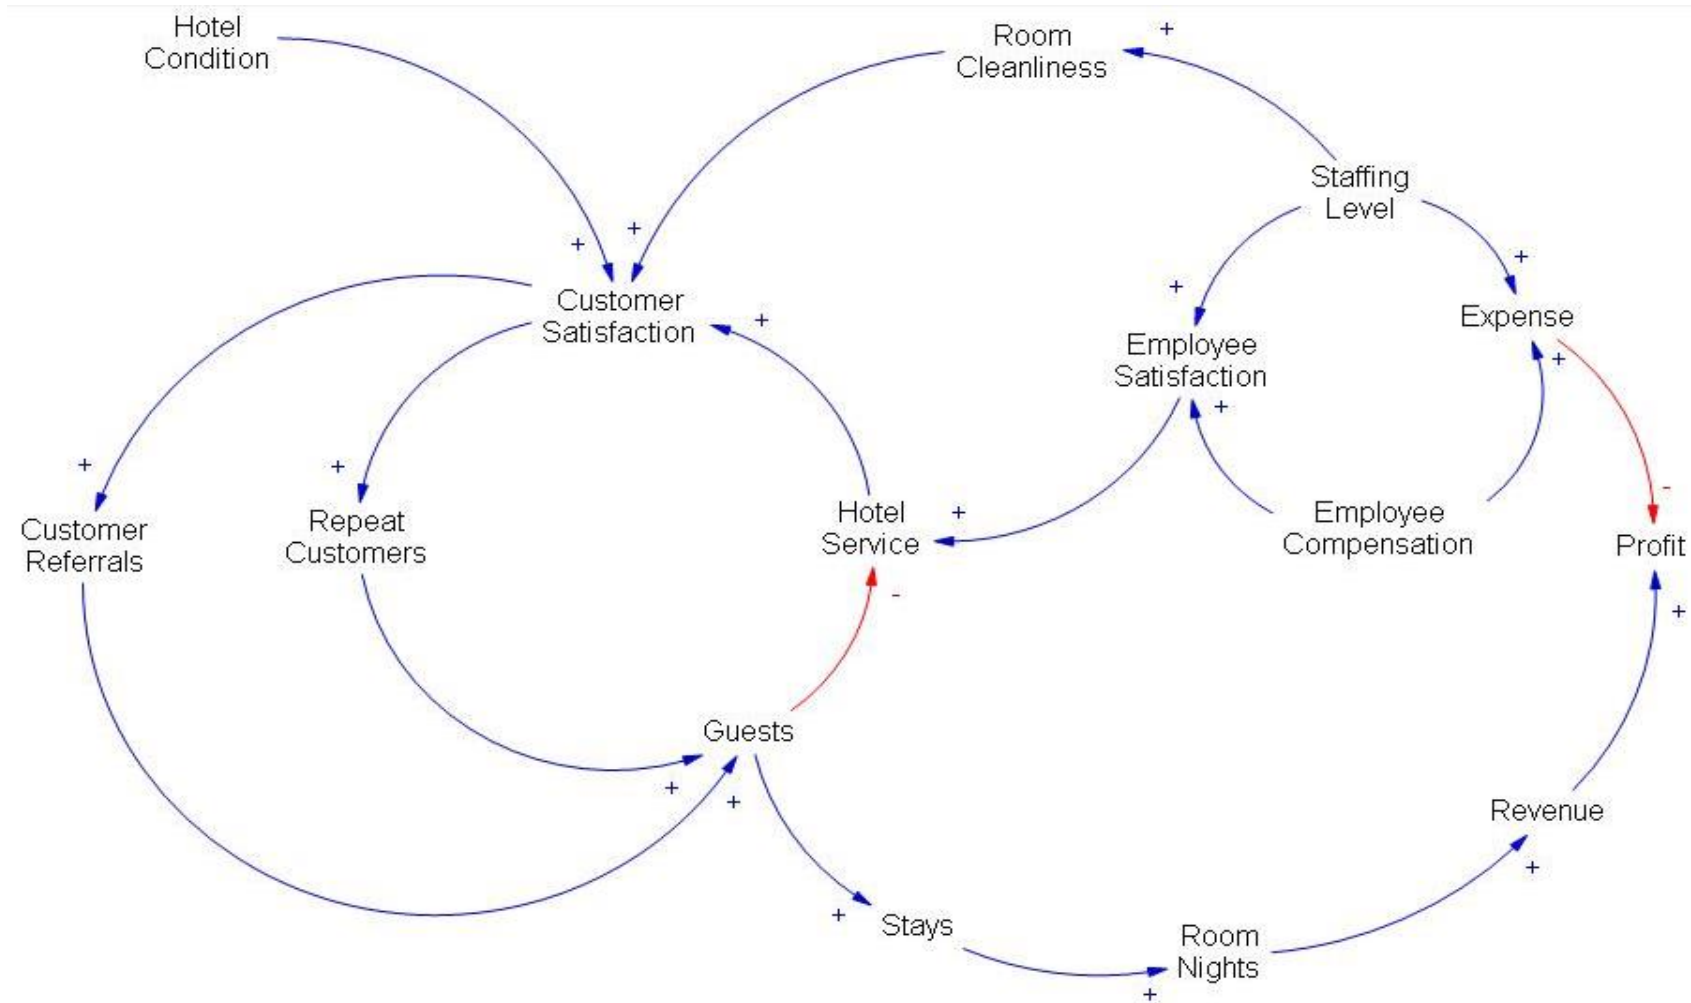 Hotel
Condition
+
Room
Cleanliness
+
+
+
Staffing
Level
+
+
Customer
Satisfaction
+
Employee
Satisfaction
+
Expense
+
+
+
Customer
Referrals
Repeat
Customers
Hotel
Service
+
Employee
Compensation
-
Profit
-
+
Guests
+
+
Revenue
+
+
Stays
Room
Nights
+